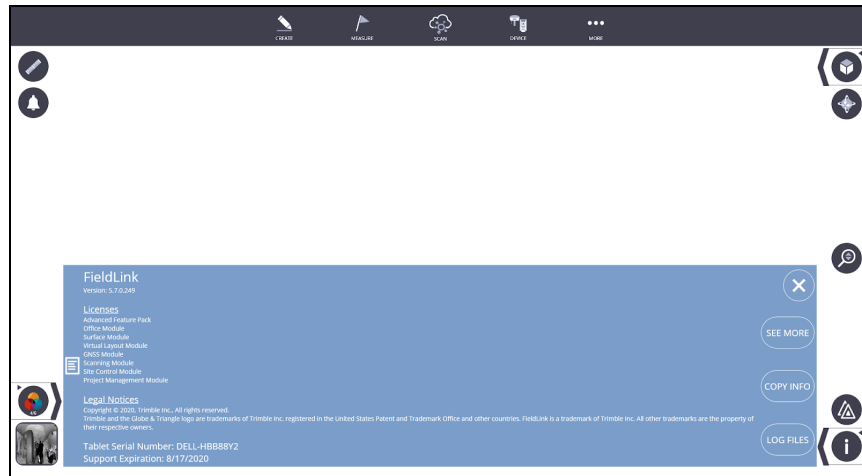 CREATE
MEASURE
SCAN
DEVICE
MORE
FieldLink
Version: 5.7.0.249
Licenses
Advanced Feature Pack
Office Module
Surface Module
Virtual Layout Module
GNSS Module
Scanning Module
Site Control Module
Project Management Module
Legal Notices
Copyright © 2020, Trimble Inc., All rights reserved.
Trimble and the Globe & Triangle logo are trademarks of Trimble Inc. registered in the United States Patent and Trademark Office and other countries. FieldLink is a trademark of Trimble Inc. All other trademarks are the property of
their respective owners.
Tablet Serial Number: DELL-HBB88Y2
Support Expiration: 8/17/2020
SEE MORE
COPY INFO
LOG FILES